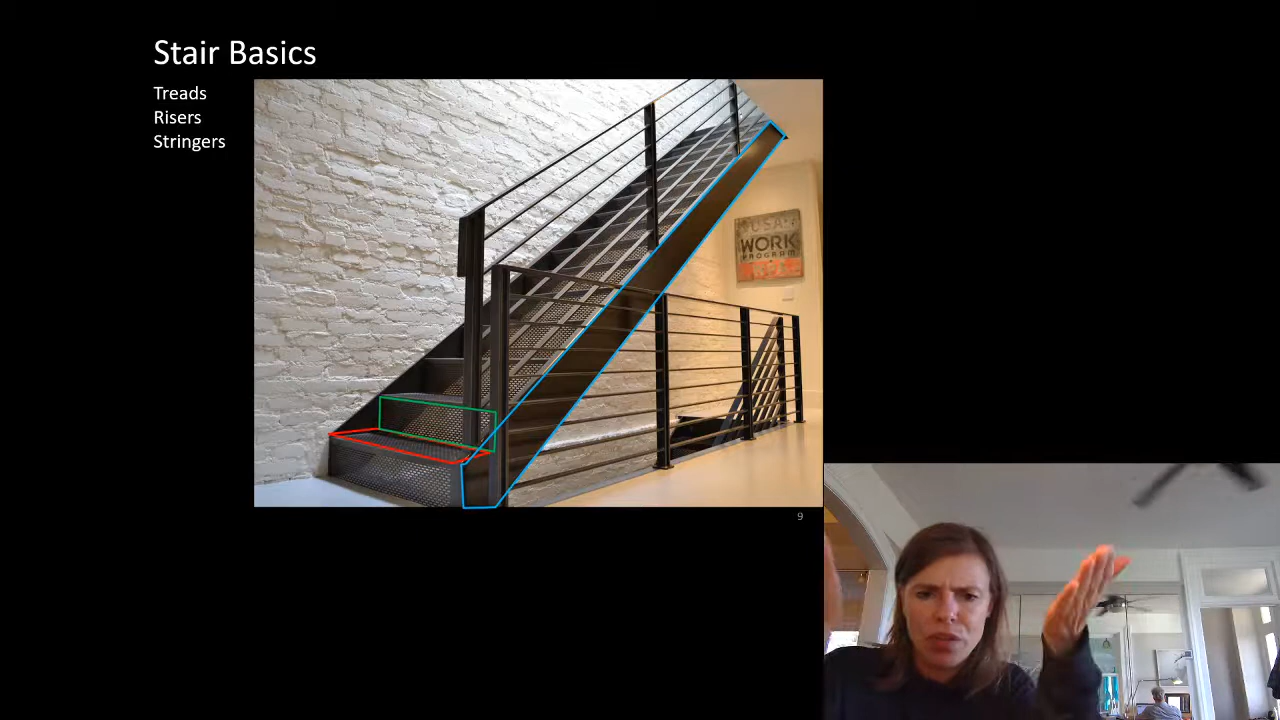 Stair Basics
Treads
Risers
Stringers
USA
WORK
PROGRAM
9